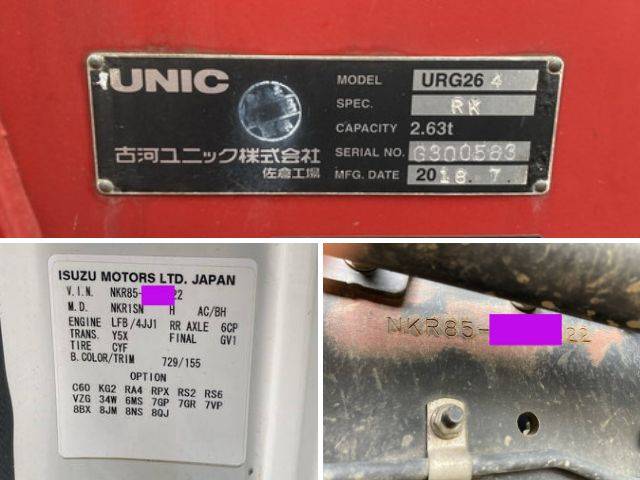 UNIC
MODEL URG26 4
SPEC. RK
CAPACITY 2.63t
古河ユニック株式会社
SERIAL NO. G300583
佐倉工場
MFG. DATE 2018.7.
ISUZU MOTORS LTD. JAPAN
V.I.N. NKR85- 22
M.D. NKR1SN H AC/BH
ENGINE LFB/4JJ1 RR AXLE 6CP
TRANS. Y5X FINAL GV1
TIRE CYF
B.COLOR/TRIM 729/155
OPTION
C60 KG2 RA4 RPX RS2 RS6
VZG 34W 6MS 7GP 7GR 7VP
8BX 8JM 8NS 8QJ
NKR85- 22